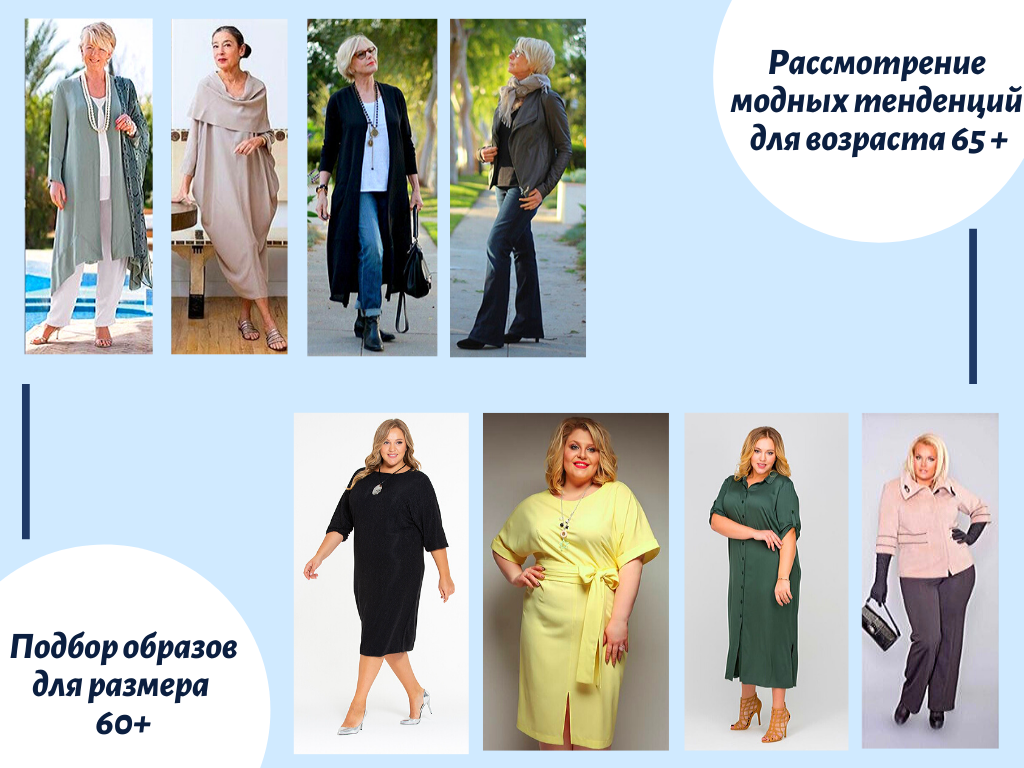 Рассмотрение
модных тенденций
для возраста 65 +
Подбор образов
для размера
60+